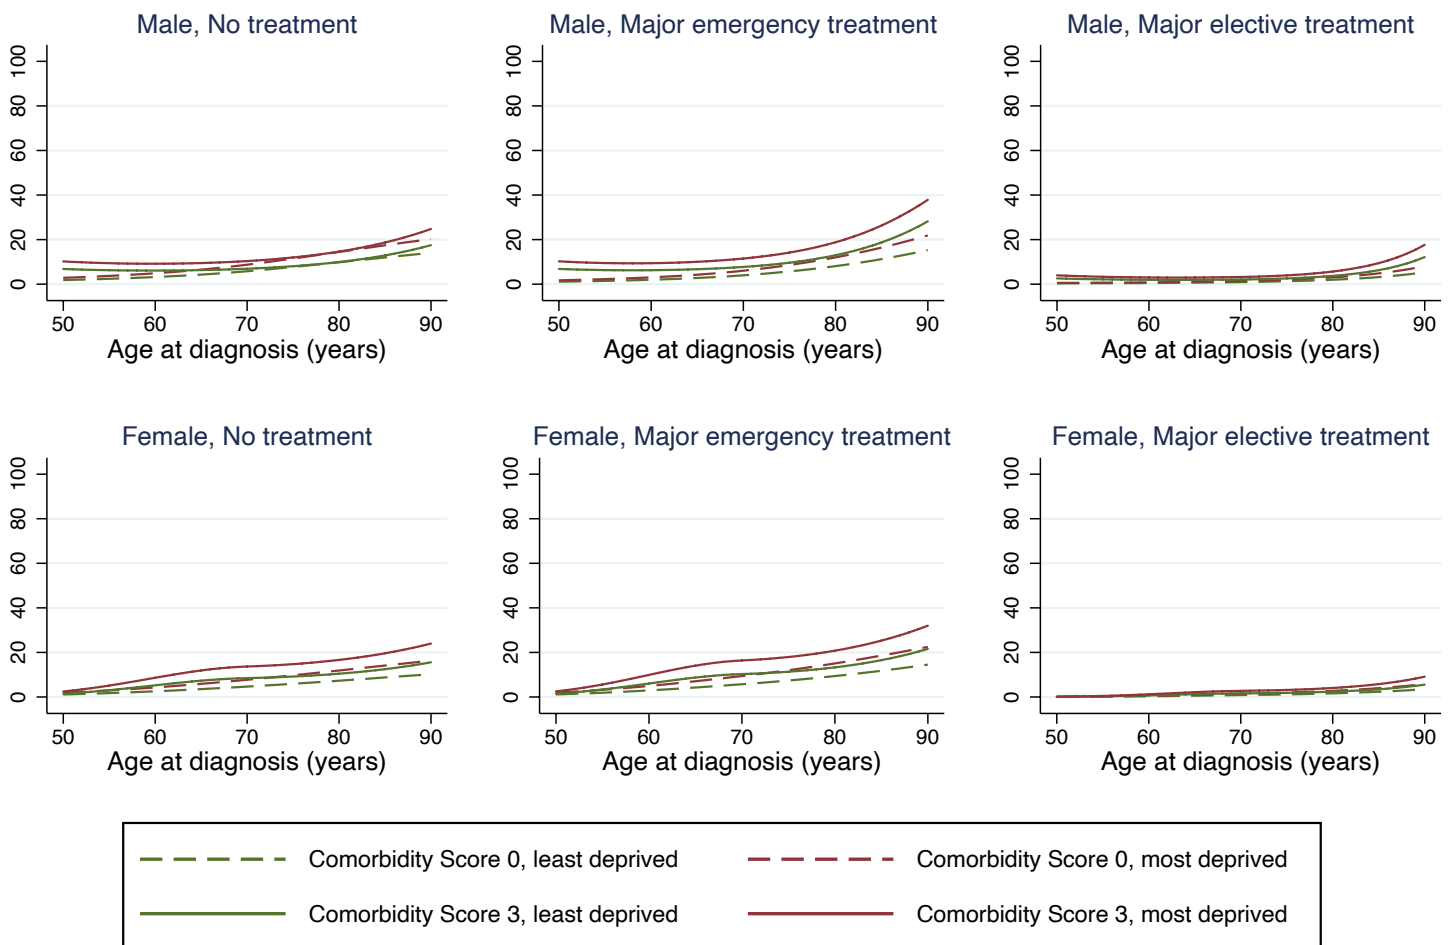 Male, No treatment
Male, Major emergency treatment
Male, Major elective treatment
100
80
60
40
20
0
50 60 70 80 90
Age at diagnosis (years)
100
80
60
40
20
0
50 60 70 80 90
Age at diagnosis (years)
100
80
60
40
20
0
50 60 70 80 90
Age at diagnosis (years)
Female, No treatment
Female, Major emergency treatment
Female, Major elective treatment
100
80
60
40
20
0
50 60 70 80 90
Age at diagnosis (years)
100
80
60
40
20
0
50 60 70 80 90
Age at diagnosis (years)
100
80
60
40
20
0
50 60 70 80 90
Age at diagnosis (years)
Comorbidity Score 0, least deprived
Comorbidity Score 0, most deprived
Comorbidity Score 3, least deprived
Comorbidity Score 3, most deprived